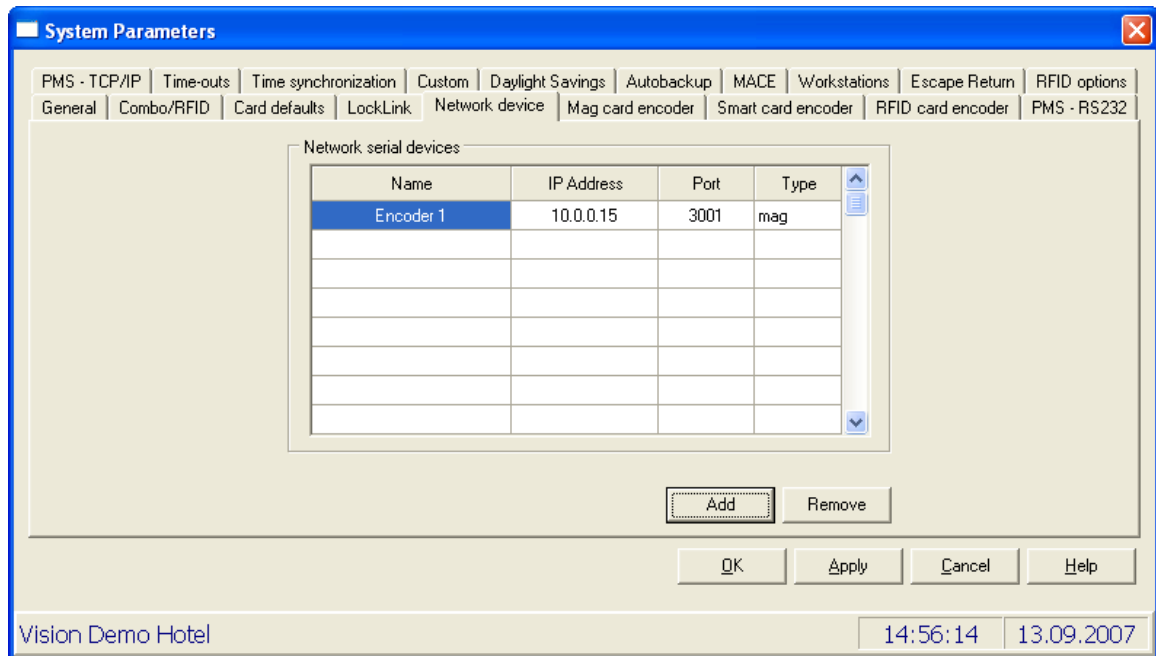 System Parameters
PMS - TCP/IP Time-outs Time synchronization Custom Daylight Savings Autobackup MACE Workstations Escape Return RFID options
General Combo/RFID Card defaults LockLink Network device Mag card encoder Smart card encoder RFID card encoder PMS - RS232
Network serial devices
Name IP Address Port Type
Encoder 1 10.0.0.15 3001 mag
Add Remove
OK Apply Cancel Help
Vision Demo Hotel 14:56:14 13.09.2007